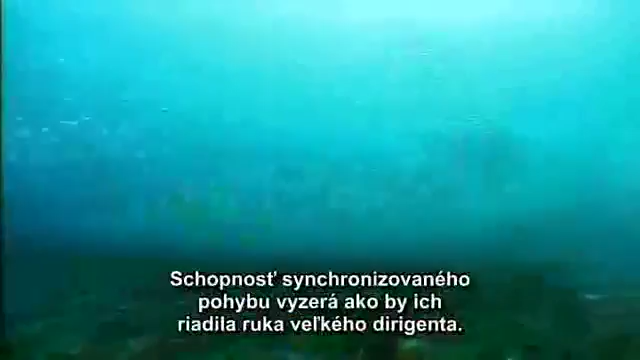 Schopnosť synchronizovaného
pohybu vyzerá ako by ich
riadila ruka veľkého dirigenta.